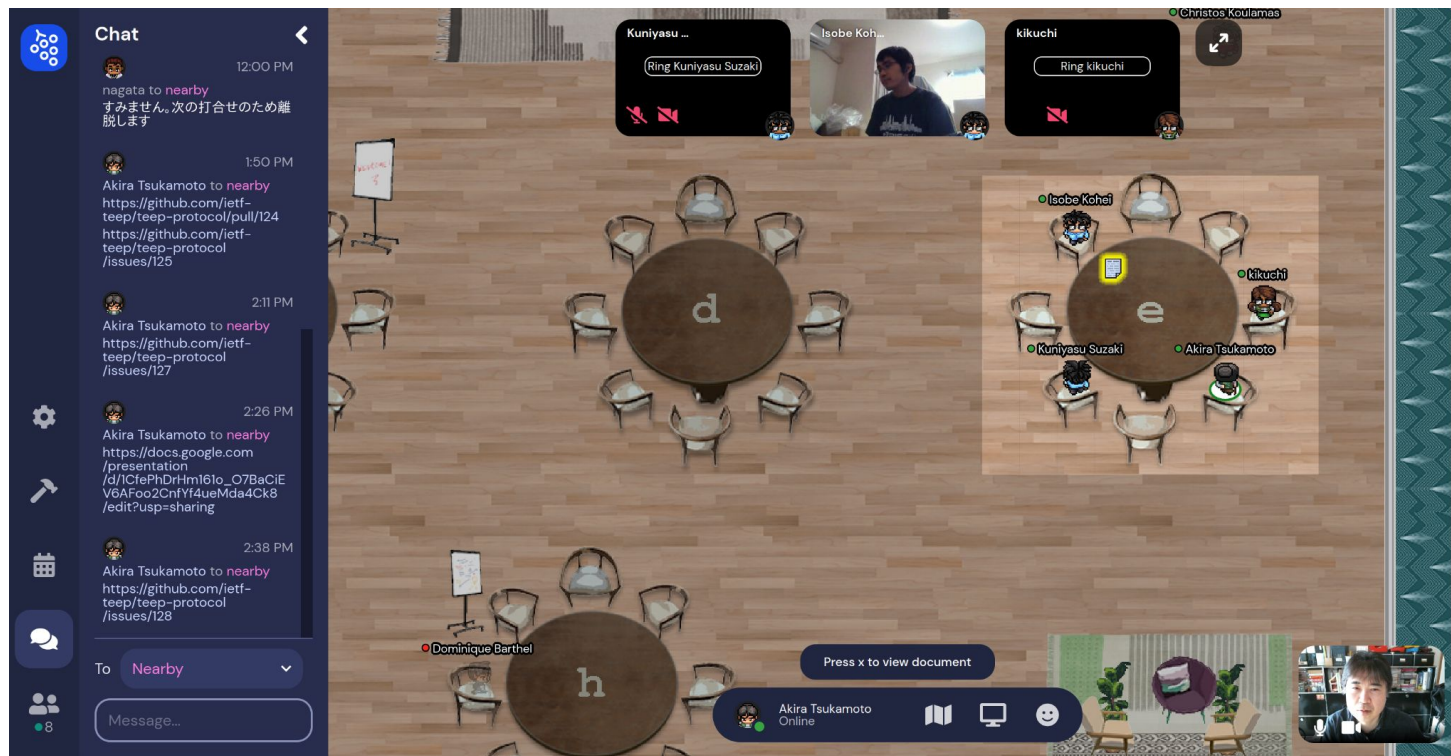 Chat
12:00 PM
nagata to nearby
すみません。次の打合せのため離
脱します
1:50 PM
Akira Tsukamoto to nearby
https://github.com/ietf-
teep/teep-protocol/pull/124
https://github.com/ietf-
teep/teep-protocol
/issues/125
2:11 PM
Akira Tsukamoto to nearby
https://github.com/ietf-
teep/teep-protocol
/issues/127
2:26 PM
Akira Tsukamoto to nearby
https://docs.google.com
/presentation
/d/1CfePhDrHm161o_O7BaCiE
V6AFoo2CnfYf4ueMda4Ck8
/edit?usp=sharing
2:38 PM
Akira Tsukamoto to nearby
https://github.com/ietf-
teep/teep-protocol
/issues/128
To Nearby
Message...
8
Kuniyasu ...
Ring Kuniyasu Suzaki
Isobe Koh...
kikuchi
Ring kikuchi
Christos Koulamas
d
Isobe Kohei
kikuchi
e
Kuniyasu Suzaki
Akira Tsukamoto
Dominique Barthel
h
Press x to view document
Akira Tsukamoto
Online